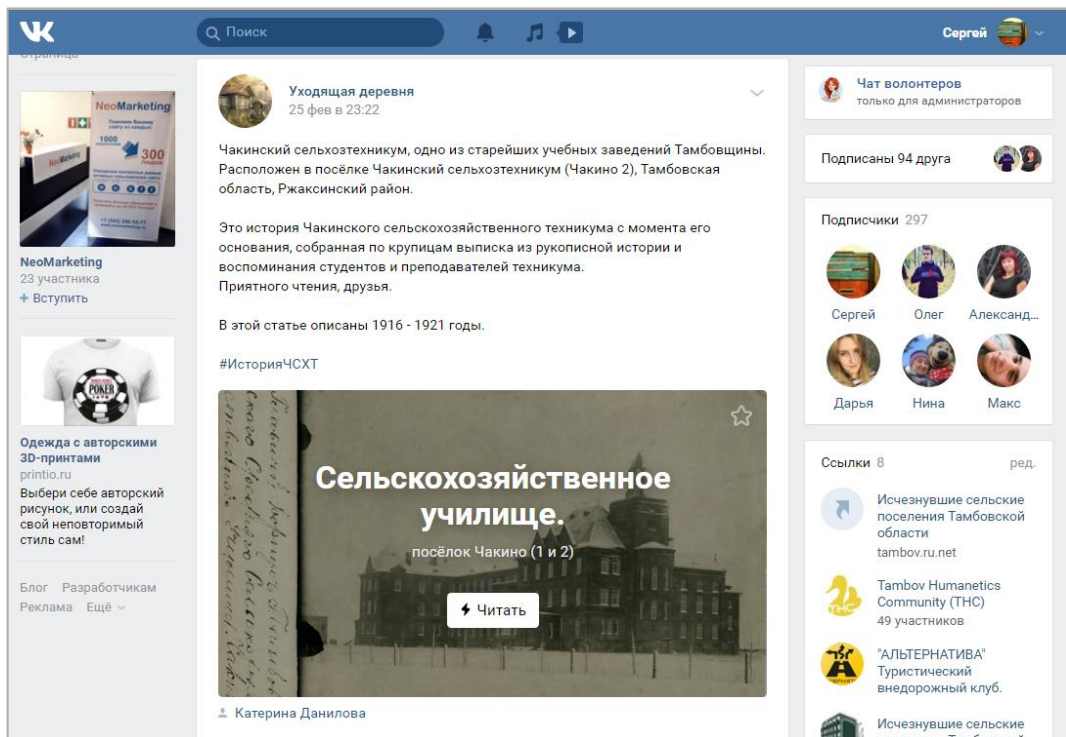 Поиск
Сергей
Страница
NeoMarketing
1000
300
NeoMarketing
23 участника
+ Вступить
POKER
Одежда с авторскими
3D-принтами
printio.ru
Выбери себе авторский
рисунок, или создай
свой неповторимый
стиль сам!
Блог Разработчикам
Реклама Ещё
Уходящая деревня
25 фев в 23:22
Чакинский сельхозтехникум, одно из старейших учебных заведений Тамбовщины.
Расположен в посёлке Чакинский сельхозтехникум (Чакино 2), Тамбовская
область, Ржаксинский район.
Это история Чакинского сельскохозяйственного техникума с момента его
основания, собранная по крупицам выписка из рукописной истории и
воспоминания студентов и преподавателей техникума.
Приятного чтения, друзья.
В этой статье описаны 1916 - 1921 годы.
#ИсторияЧСХТ
Сельскохозяйственное
училище.
посёлок Чакино (1 и 2)
Читать
Катерина Данилова
Чат волонтеров
только для администраторов
Подписаны 94 друга
Подписчики 297
Сергей Олег Александ...
Дарья Нина Макс
Ссылки 8 ред.
Исчезнувшие сельские
поселения Тамбовской
области
tambov.ru.net
Tambov Humanetics
Community (THC)
49 участников
"АЛЬТЕРНАТИВА"
Туристический
внедорожный клуб.
Исчезнувшие сельские